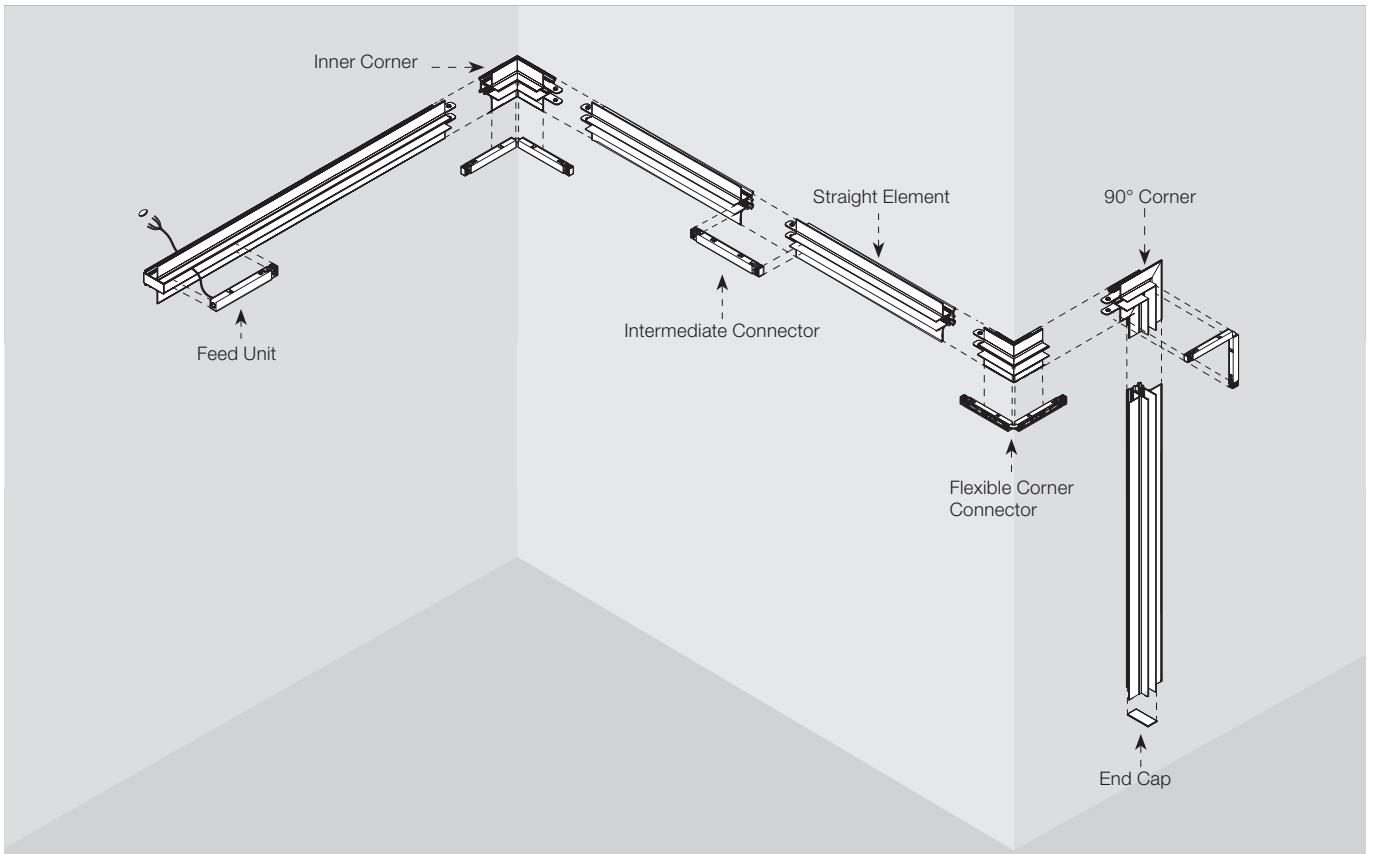 Inner Corner
Straight Element
90° Corner
Intermediate Connector
Feed Unit
Flexible Corner
Connector
End Cap